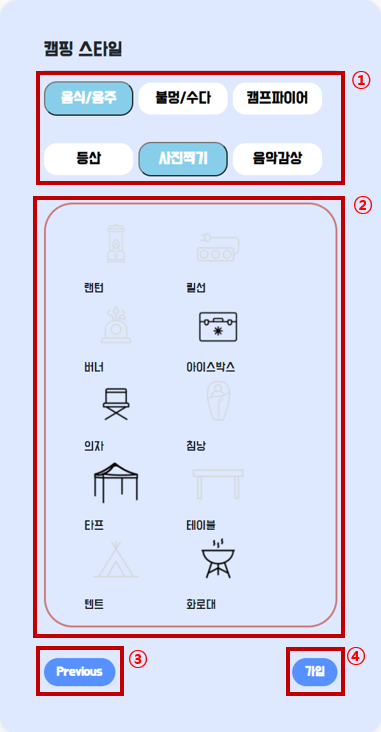 캠핑 스타일
①
음식/음주 불멍/수다 캠프파이어
등산 사진찍기 음악감상
②
랜턴 릴선
버너 아이스박스
의자 침낭
타프 테이블
텐트 화로대
③ ④
Previous 가입